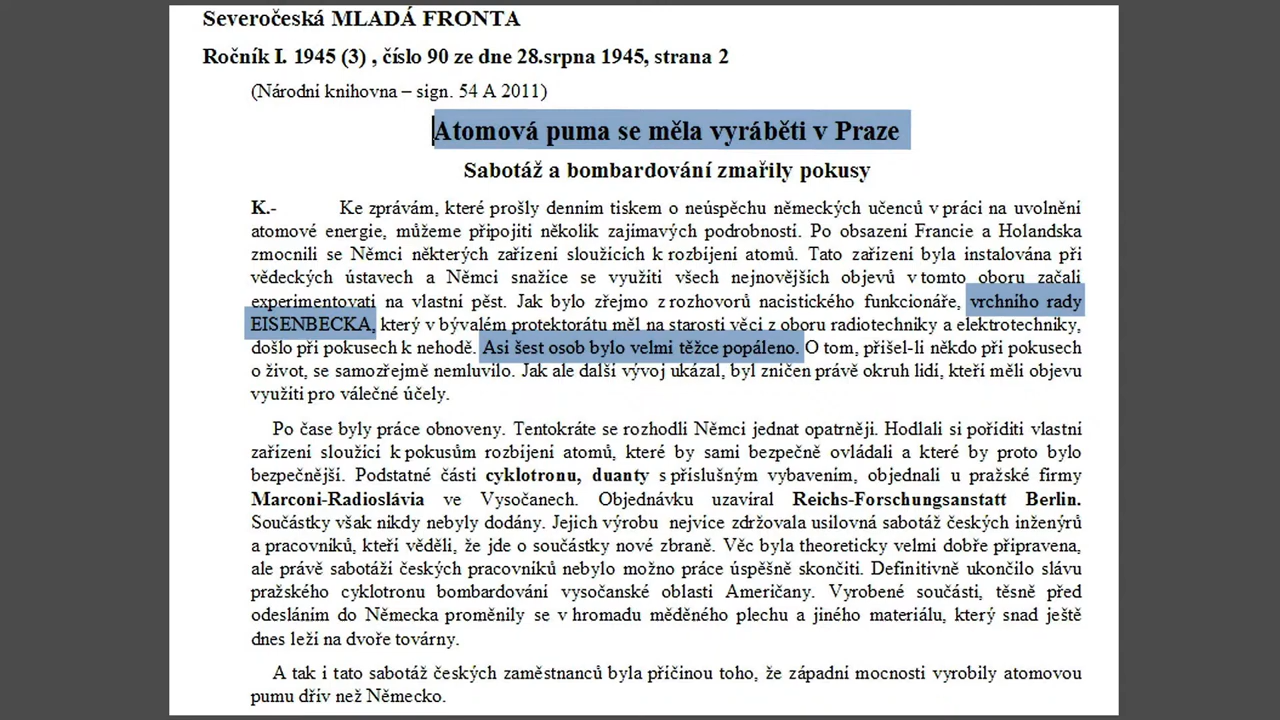 Severočeská MLADÁ FRONTA
Ročník I. 1945 (3) , číslo 90 ze dne 28.srpna 1945, strana 2
(Národní knihovna – sign. 54 A 2011)
Atomová puma se měla vyráběti v Praze
Sabotáž a bombardování zmařily pokusy
K.- Ke zprávám, které prošly denním tiskem o neúspěchu německých učenců v práci na uvolnění
atomové energie, můžeme připojiti několik zajímavých podrobností. Po obsazení Francie a Holandska
zmocnili se Němci některých zařízení sloužících k rozbíjení atomů. Tato zařízení byla instalována při
vědeckých ústavech a Němci snažíce se využíti všech nejnovějších objevů v tomto oboru začali
experimentovati na vlastní pěst. Jak bylo zřejmo z rozhovorů nacistického funkcionáře, vrchního rady
EISENBECKA, který v bývalém protektorátu měl na starosti věci z oboru radiotechniky a elektrotechniky,
došlo při pokusech k nehodě. Asi šest osob bylo velmi těžce popáleno. O tom, přišel-li někdo při pokusech
o život, se samozřejmě nemluvilo. Jak ale další vývoj ukázal, byl zničen právě okruh lidí, kteří měli objevu
využíti pro válečné účely.
Po čase byly práce obnoveny. Tentokráte se rozhodli Němci jednat opatrněji. Hodlali si poříditi vlastní
zařízení sloužící k pokusům rozbíjení atomů, které by sami bezpečně ovládali a které by proto bylo
bezpečnější. Podstatné části cyklotronu, duanty s příslušným vybavením, objednali u pražské firmy
Marconi-Radioslávia ve Vysočanech. Objednávku uzavíral Reichs-Forschungsanstatt Berlin.
Součástky však nikdy nebyly dodány. Jejich výrobu nejvíce zdržovala usilovná sabotáž českých inženýrů
a pracovníků, kteří věděli, že jde o součástky nové zbraně. Věc byla theoreticky velmi dobře připravena,
ale právě sabotáží českých pracovníků nebylo možno práce úspěšně skončiti. Definitivně ukončilo slávu
pražského cyklotronu bombardování vysočanské oblasti Američany. Vyrobené součásti, těsně před
odesláním do Německa proměnily se v hromadu měděného plechu a jiného materiálu, který snad ještě
dnes leží na dvoře továrny.
A tak i tato sabotáž českých zaměstnanců byla příčinou toho, že západní mocnosti vyrobily atomovou
pumu dřív než Německo.